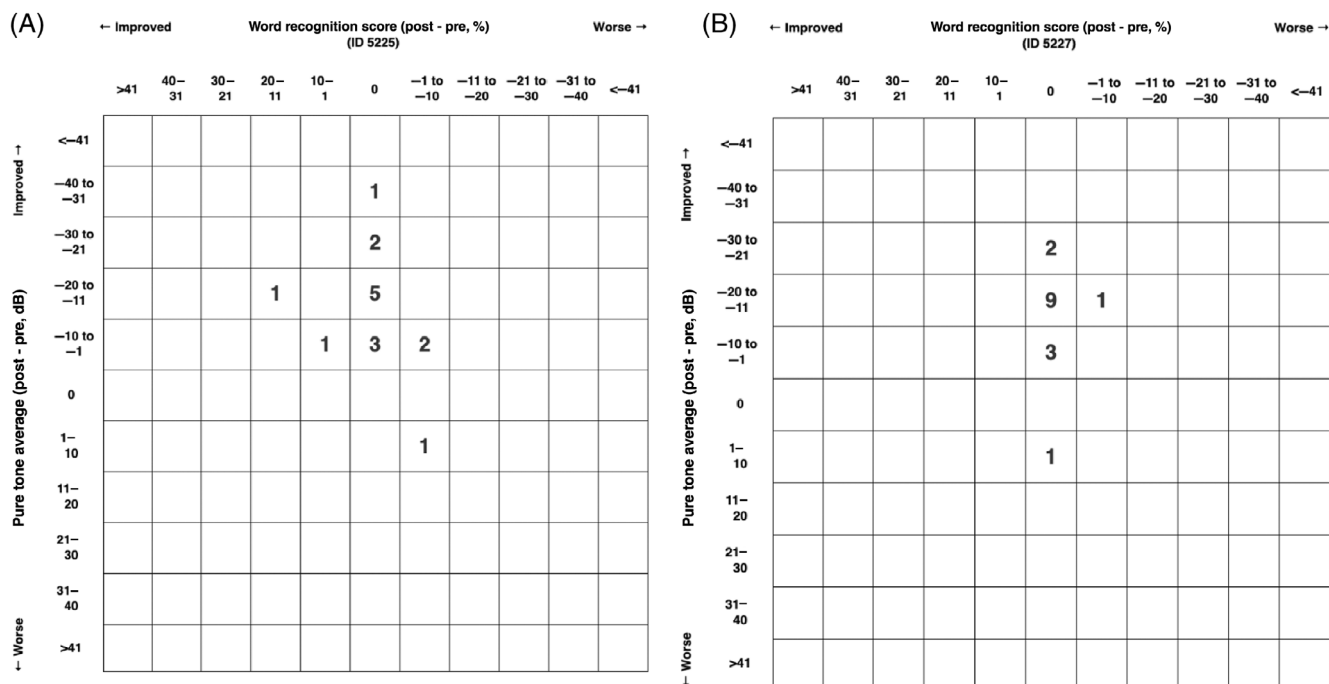 (A)
← Improved Word recognition score (post - pre, %) Worse →
(ID 5225)
>41 40– 31 30– 21 20– 11 10– 1 0 –1 to –10 –11 to –20 –21 to –30 –31 to –40 <–41
Improved →
Pure tone average (post - pre, dB)
← Worse
<–41
–40 to –31 1
–30 to –21 2
–20 to –11 1 5
–10 to –1 1 3 2
0
1– 10 1
11– 20
21– 30
31– 40
>41
(B)
← Improved Word recognition score (post - pre, %) Worse →
(ID 5227)
>41 40– 31 30– 21 20– 11 10– 1 0 –1 to –10 –11 to –20 –21 to –30 –31 to –40 <–41
Improved →
Pure tone average (post - pre, dB)
← Worse
<–41
–40 to –31
–30 to –21 2
–20 to –11 9 1
–10 to –1 3
0
1– 10 1
11– 20
21– 30
31– 40
>41